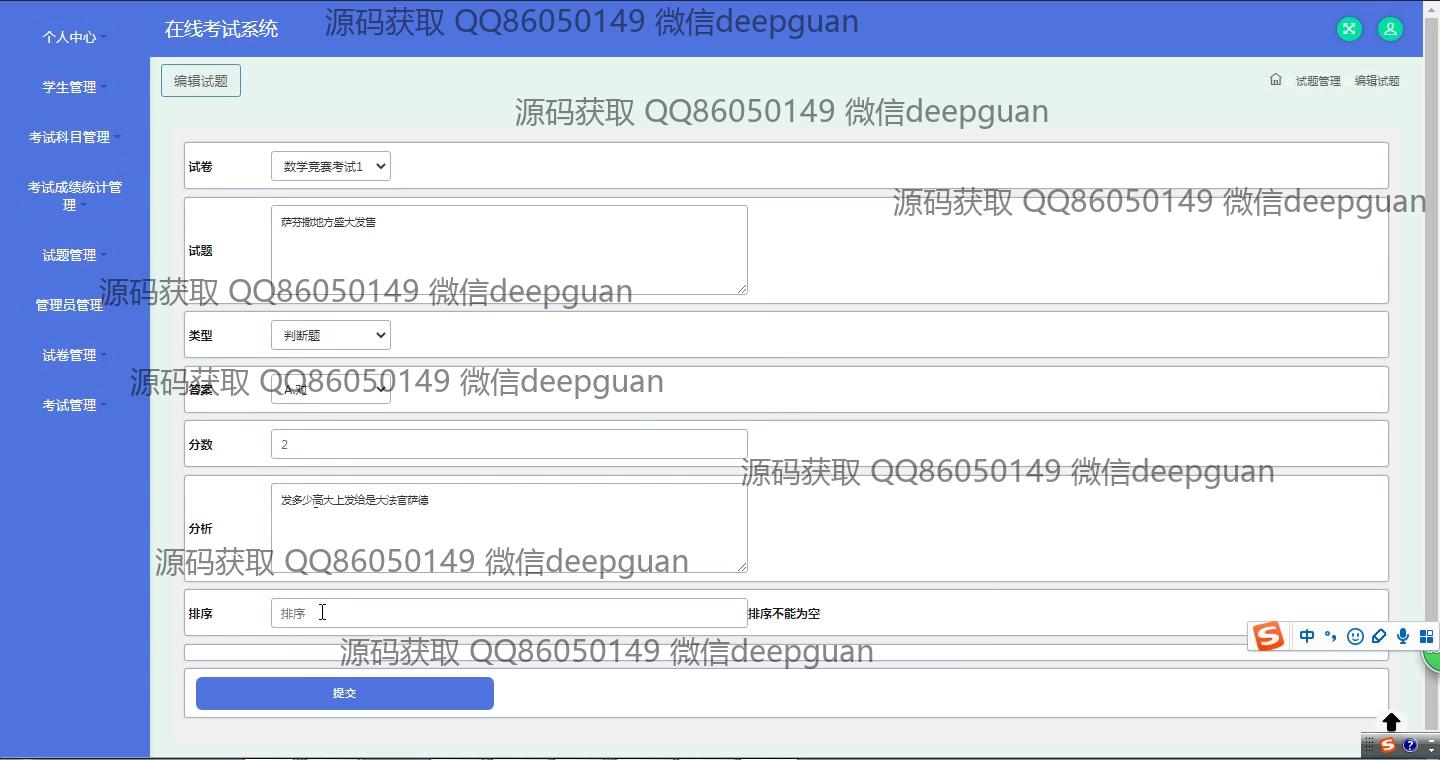 在线考试系统
源码获取 QQ86050149 微信deepguan
个人中心
学生管理
考试科目管理
考试成绩统计管
理
试题管理
管理员管理
试卷管理
考试管理
编辑试题
试题管理 编辑试题
源码获取 QQ86050149 微信deepguan
试卷 数学竞赛考试1
源码获取 QQ86050149 微信deepguan
试题
萨芬撒地方盛大发售
源码获取 QQ86050149 微信deepguan
类型 判断题
源码获取 QQ86050149 微信deepguan
答案 A.对
分数 2
源码获取 QQ86050149 微信deepguan
分析
发多少高大上发给是大法官萨德
源码获取 QQ86050149 微信deepguan
排序 排序 排序不能为空
中
源码获取 QQ86050149 微信deepguan
提交